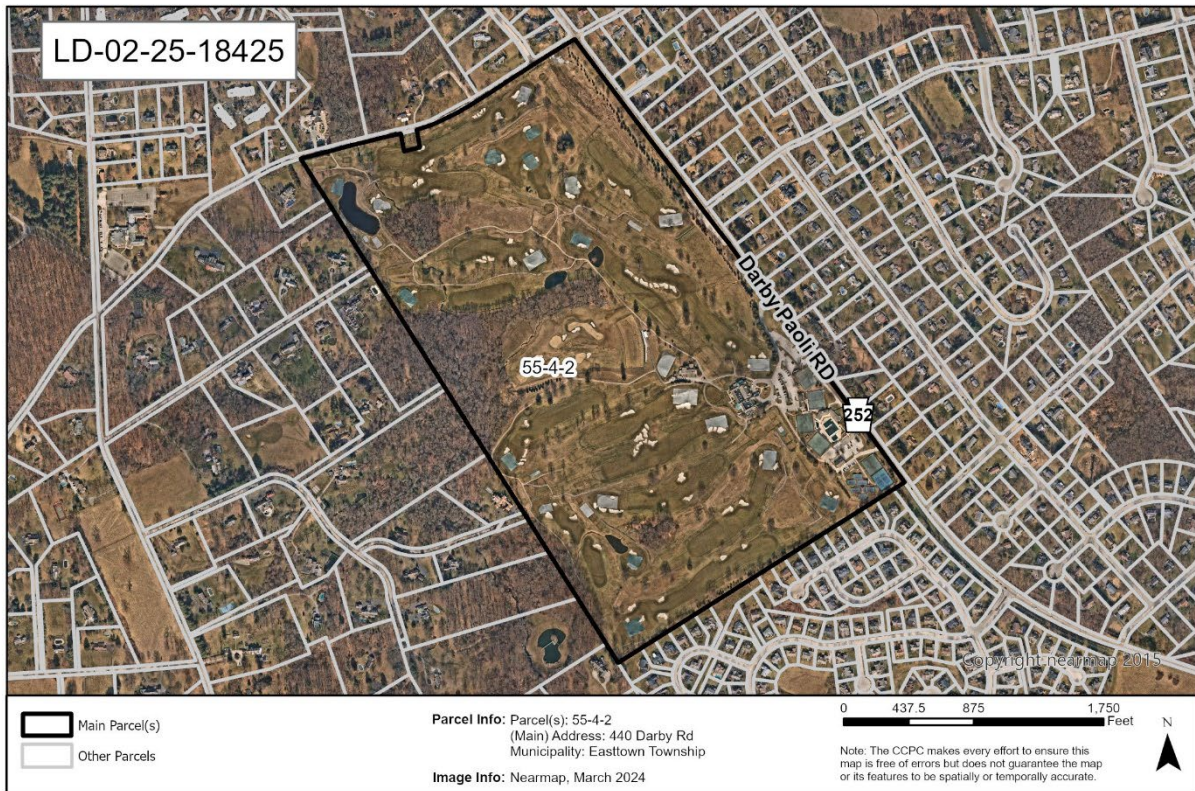 LD-02-25-18425
Darby Paoli RD
252
55-4-2
Copyright nearmap 2015
Main Parcel(s)
Other Parcels
Parcel Info: Parcel(s): 55-4-2
(Main) Address: 440 Darby Rd
Municipality: Easttown Township
Image Info: Nearmap, March 2024
0 437.5 875 1,750
Feet
N
Note: The CCPC makes every effort to ensure this
map is free of errors but does not guarantee the map
or its features to be spatially or temporally accurate.